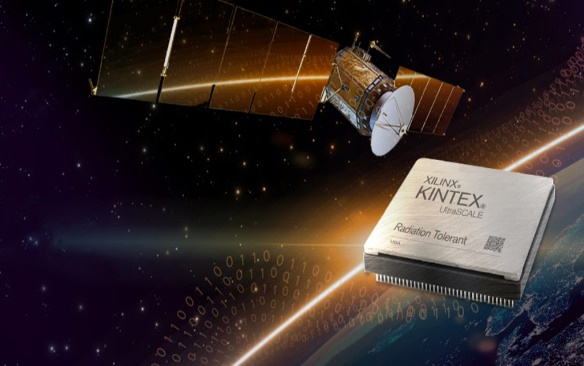 XILINX®
KINTEX®
UltraSCALE
Radiation Tolerant